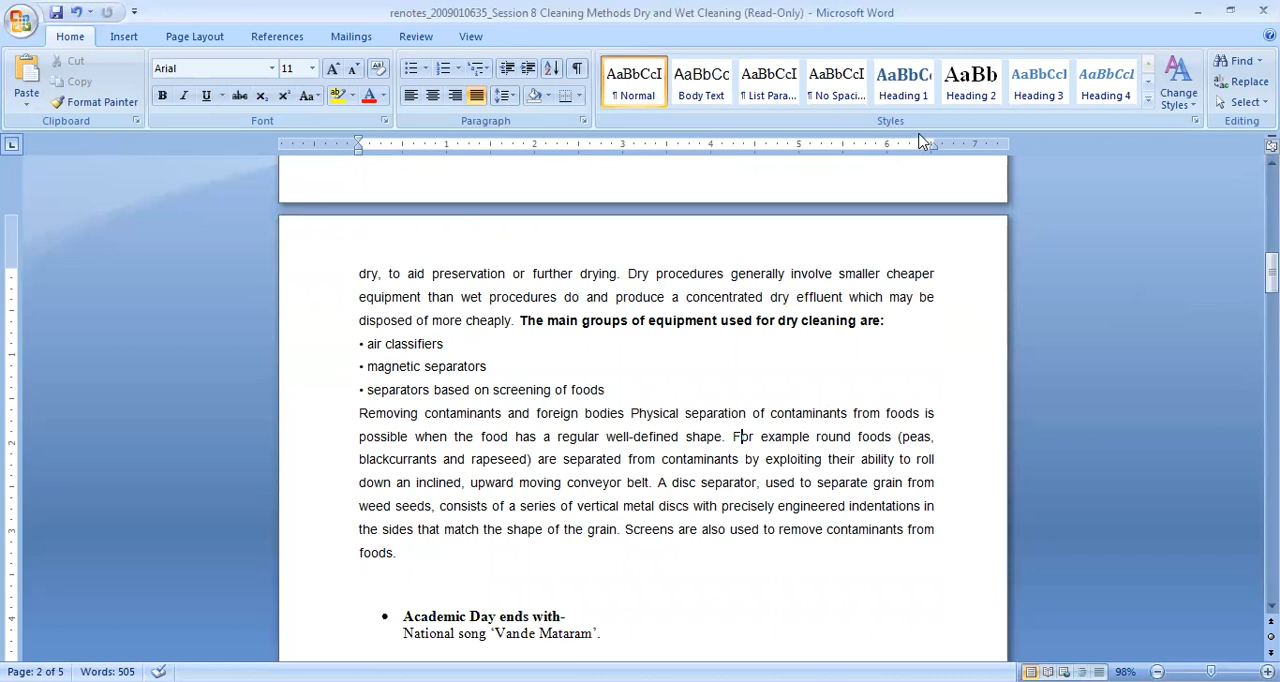 renotes_2009010635_Session 8 Cleaning Methods Dry and Wet Cleaning (Read-Only) - Microsoft Word
Home Insert Page Layout References Mailings Review View
Paste
Cut
Copy
Format Painter
Clipboard
Arial 11
Font
Paragraph
AaBbCcI AaBbCc AaBbCcI AaBbCcI AaBbC AaBb AaBbCcl AaBbCcl
¶ Normal Body Text ¶ List Para... ¶ No Spaci... Heading 1 Heading 2 Heading 3 Heading 4
Change Styles
Styles
Find
Replace
Select
Editing
1 2 3 4 5 6 7
dry, to aid preservation or further drying. Dry procedures generally involve smaller cheaper
equipment than wet procedures do and produce a concentrated dry effluent which may be
disposed of more cheaply. The main groups of equipment used for dry cleaning are:
• air classifiers
• magnetic separators
• separators based on screening of foods
Removing contaminants and foreign bodies Physical separation of contaminants from foods is
possible when the food has a regular well-defined shape. For example round foods (peas,
blackcurrants and rapeseed) are separated from contaminants by exploiting their ability to roll
down an inclined, upward moving conveyor belt. A disc separator, used to separate grain from
weed seeds, consists of a series of vertical metal discs with precisely engineered indentations in
the sides that match the shape of the grain. Screens are also used to remove contaminants from
foods.
• Academic Day ends with-
National song ‘Vande Mataram’.
Page: 2 of 5 Words: 505 98%